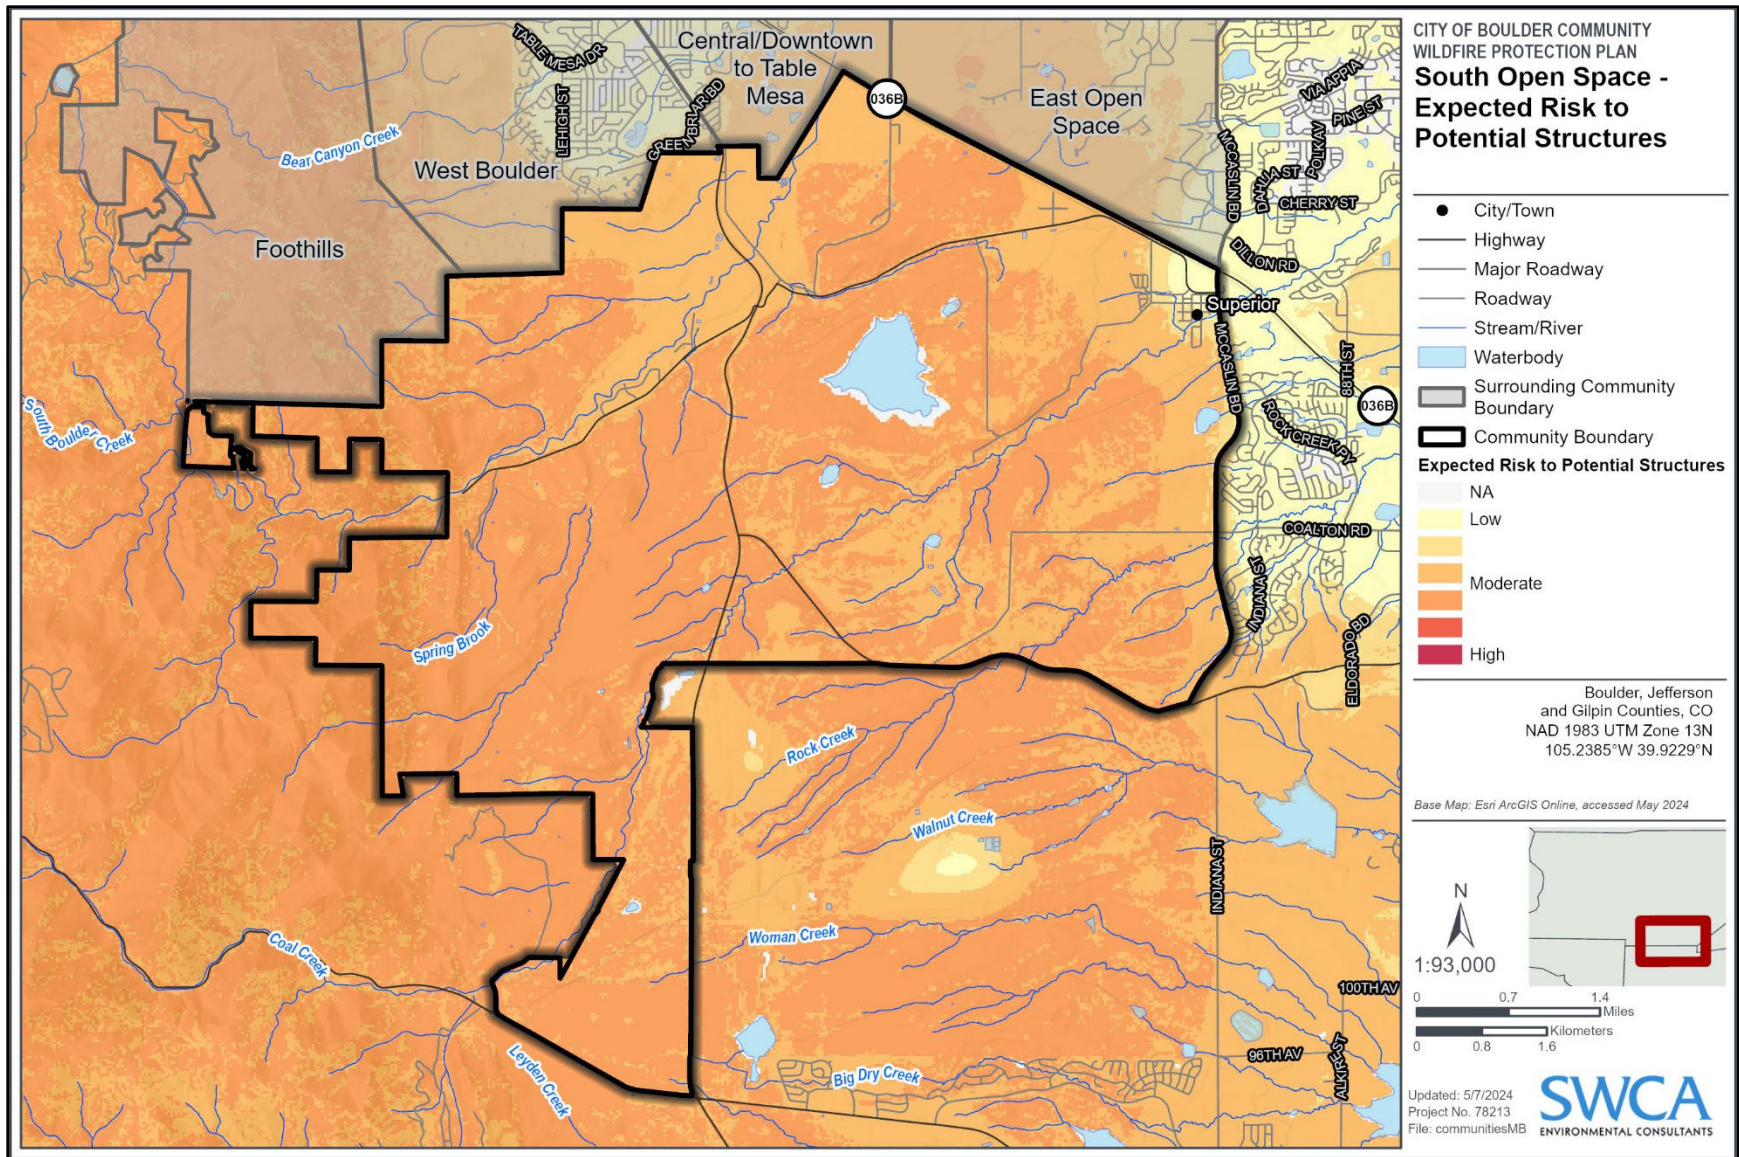 TABLE MESA DR
LEHIGH ST
GREENBRIAR BD
Central/Downtown
to Table
Mesa
036B
East Open
Space
Bear Canyon Creek
West Boulder
Foothills
VIA APPIA
PINE ST
POLK AV
MCCASLIN BD
DAHUA ST
CHERRY ST
DILLON RD
Superior
MCCASLIN BD
88TH ST
036B
ROCK CREEK PY
South Boulder Creek
COALTON RD
INDIANA ST
ELDORADO BD
Spring Brook
Rock Creek
Walnut Creek
INDIANA ST
Woman Creek
Coal Creek
100TH AV
96TH AV
ALKIRE ST
Big Dry Creek
Leyden Creek
CITY OF BOULDER COMMUNITY
WILDFIRE PROTECTION PLAN
South Open Space -
Expected Risk to
Potential Structures
City/Town
Highway
Major Roadway
Roadway
Stream/River
Waterbody
Surrounding Community
Boundary
Community Boundary
Expected Risk to Potential Structures
NA
Low
Moderate
High
Boulder, Jefferson
and Gilpin Counties, CO
NAD 1983 UTM Zone 13N
105.2385°W 39.9229°N
Base Map: Esri ArcGIS Online, accessed May 2024
N
1:93,000
0 0.7 1.4
Miles
Kilometers
0 0.8 1.6
Updated: 5/7/2024
Project No. 78213
File: communitiesMB
SWCA
ENVIRONMENTAL CONSULTANTS